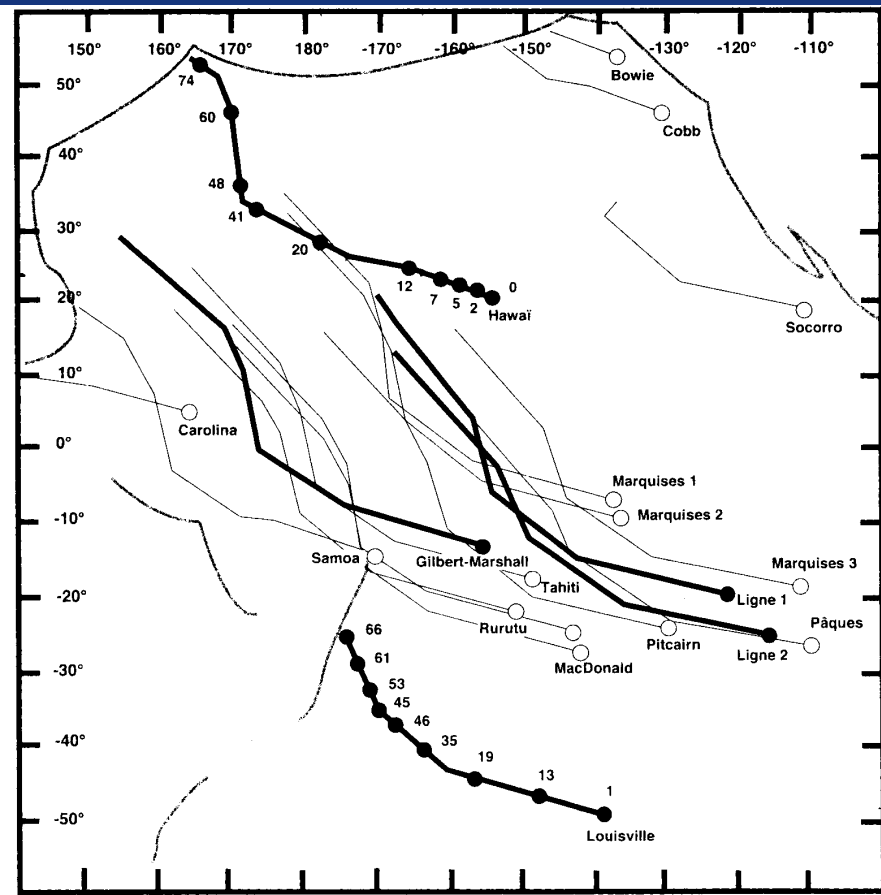 150° 160° 170° 180° -170° -160° -150° -130° -120° -110°
Bowie
50°
74
60
Cobb
40°
48
41
30°
20
12
7
5
2
0
Hawaï
20°
Socorro
10°
Carolina
0°
Marquises 1
Marquises 2
-10°
Samoa
Gilbert-Marshall
Tahiti
Marquises 3
Ligne 1
-20°
Rurutu
Pitcairn
Pâques
Ligne 2
MacDonald
66
-30°
61
53
45
46
-40°
35
19
13
1
-50°
Louisville